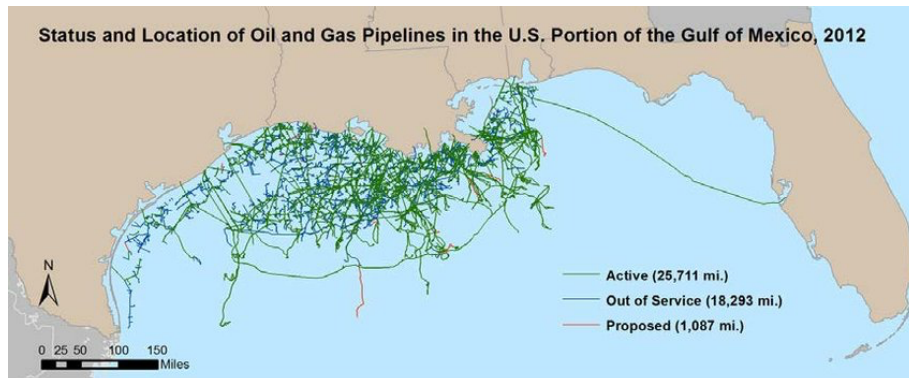 Status and Location of Oil and Gas Pipelines in the U.S. Portion of the Gulf of Mexico, 2012
Active (25,711 mi.)
Out of Service (18,293 mi.)
Proposed (1,087 mi.)
N
0 25 50 100 150
Miles